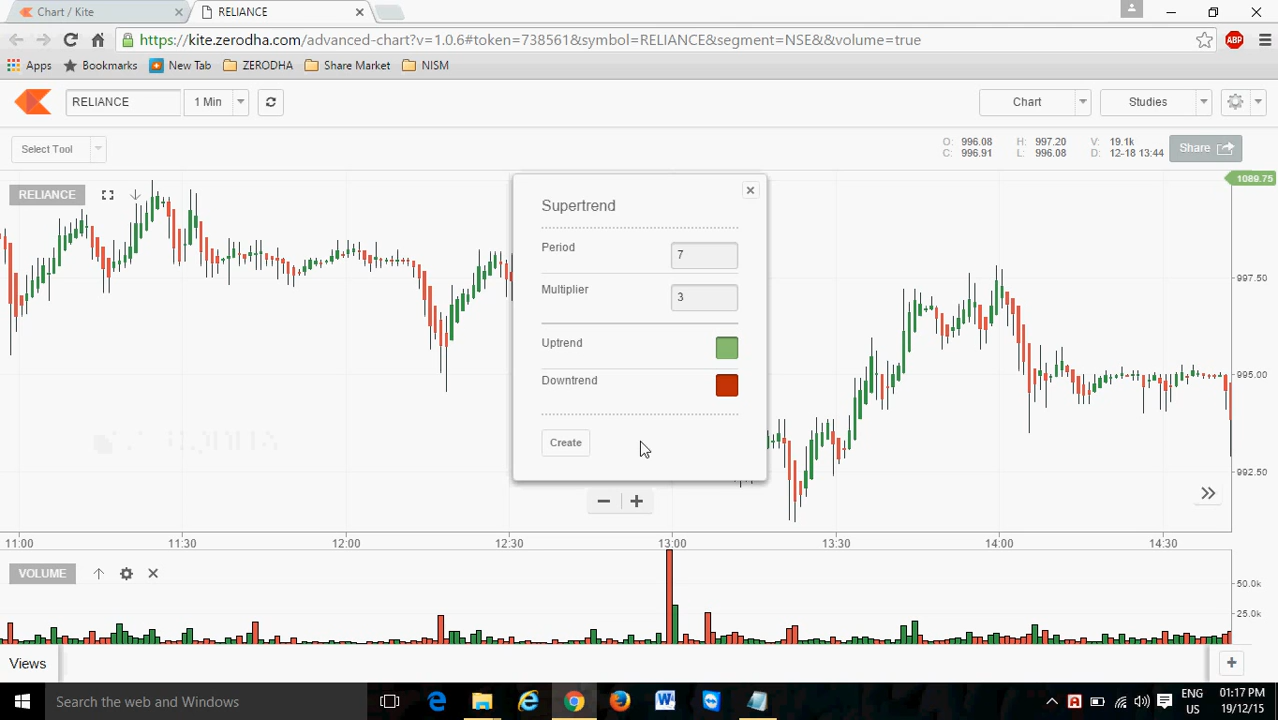 Chart / Kite
RELIANCE
https://kite.zerodha.com/advanced-chart?v=1.0.6#token=738561&symbol=RELIANCE&segment=NSE&&volume=true
ABP
Apps
Bookmarks
New Tab
ZERODHA
Share Market
NISM
RELIANCE
1 Min
Chart
Studies
Select Tool
O: 996.08 H: 997.20 V: 19.1k
C: 996.91 L: 996.08 D: 12-18 13:44
Share
RELIANCE
1089.75
Supertrend
Period
7
Multiplier
3
Uptrend
Downtrend
Create
997.50
995.00
992.50
11:00 11:30 12:00 12:30 13:00 13:30 14:00 14:30
VOLUME
50.0k
25.0k
Views
Search the web and Windows
ENG
US
01:17 PM
19/12/15